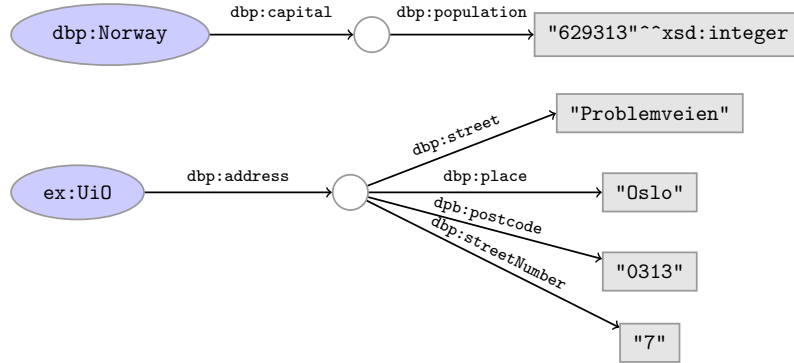 dbp:Norway
dbp:capital
dbp:population
"629313"^^xsd:integer
ex:UiO
dbp:address
dbp:street
"Problemveien"
dbp:place
"Oslo"
dpb:postcode
"0313"
dbp:streetNumber
"7"